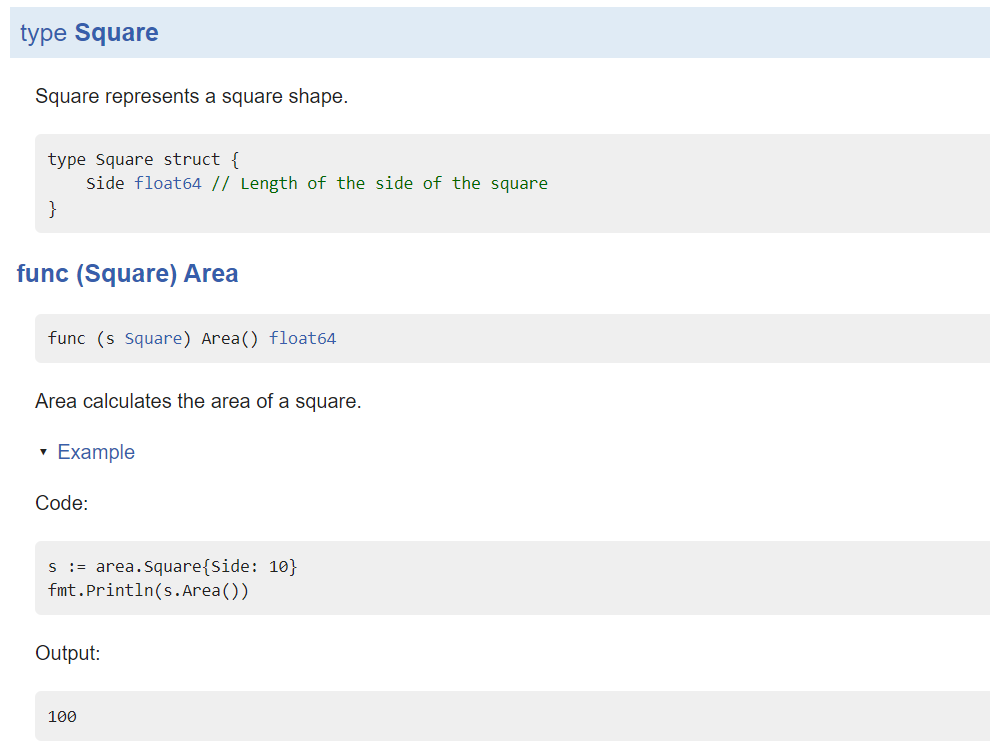 type Square
Square represents a square shape.
type Square struct {
    Side float64 // Length of the side of the square
}
func (Square) Area
func (s Square) Area() float64
Area calculates the area of a square.
▾ Example
Code:
s := area.Square{Side: 10}
fmt.Println(s.Area())
Output:
100